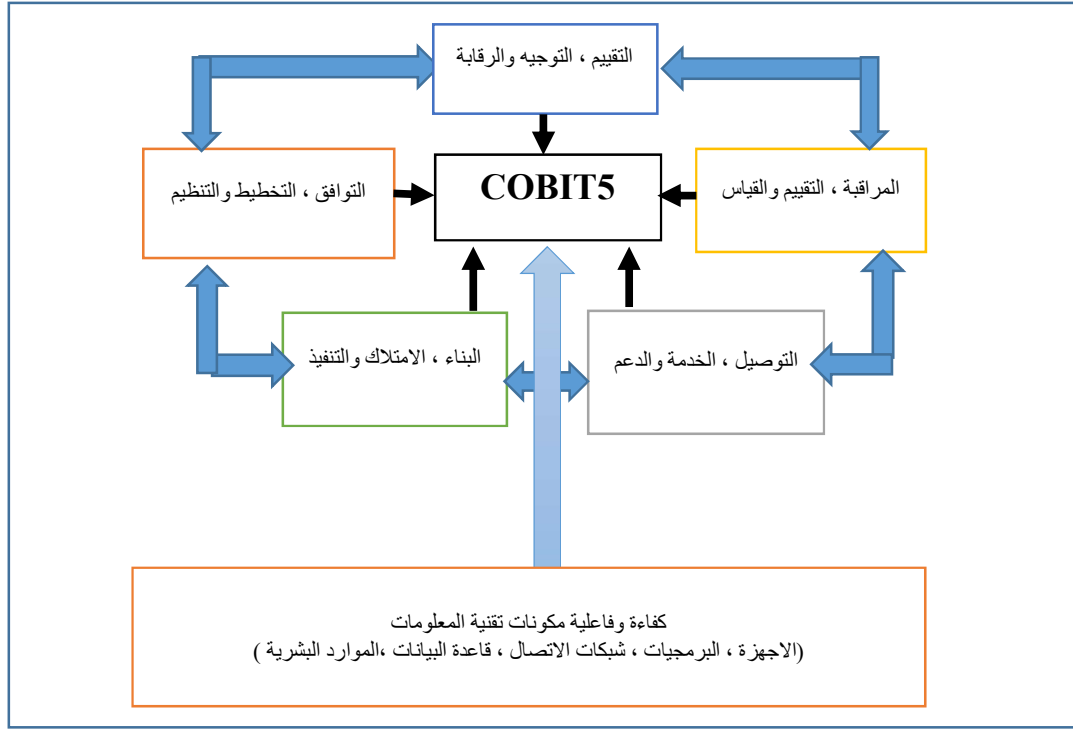 التقييم ، التوجيه والرقابة
التوافق ، التخطيط والتنظيم
COBIT5
المراقبة ، التقييم والقياس
البناء ، الامتلاك والتنفيذ
التوصيل ، الخدمة والدعم
كفاءة وفاعلية مكونات تقنية المعلومات
(الاجهزة ، البرمجيات ، شبكات الاتصال ، قاعدة البيانات ،الموارد البشرية )